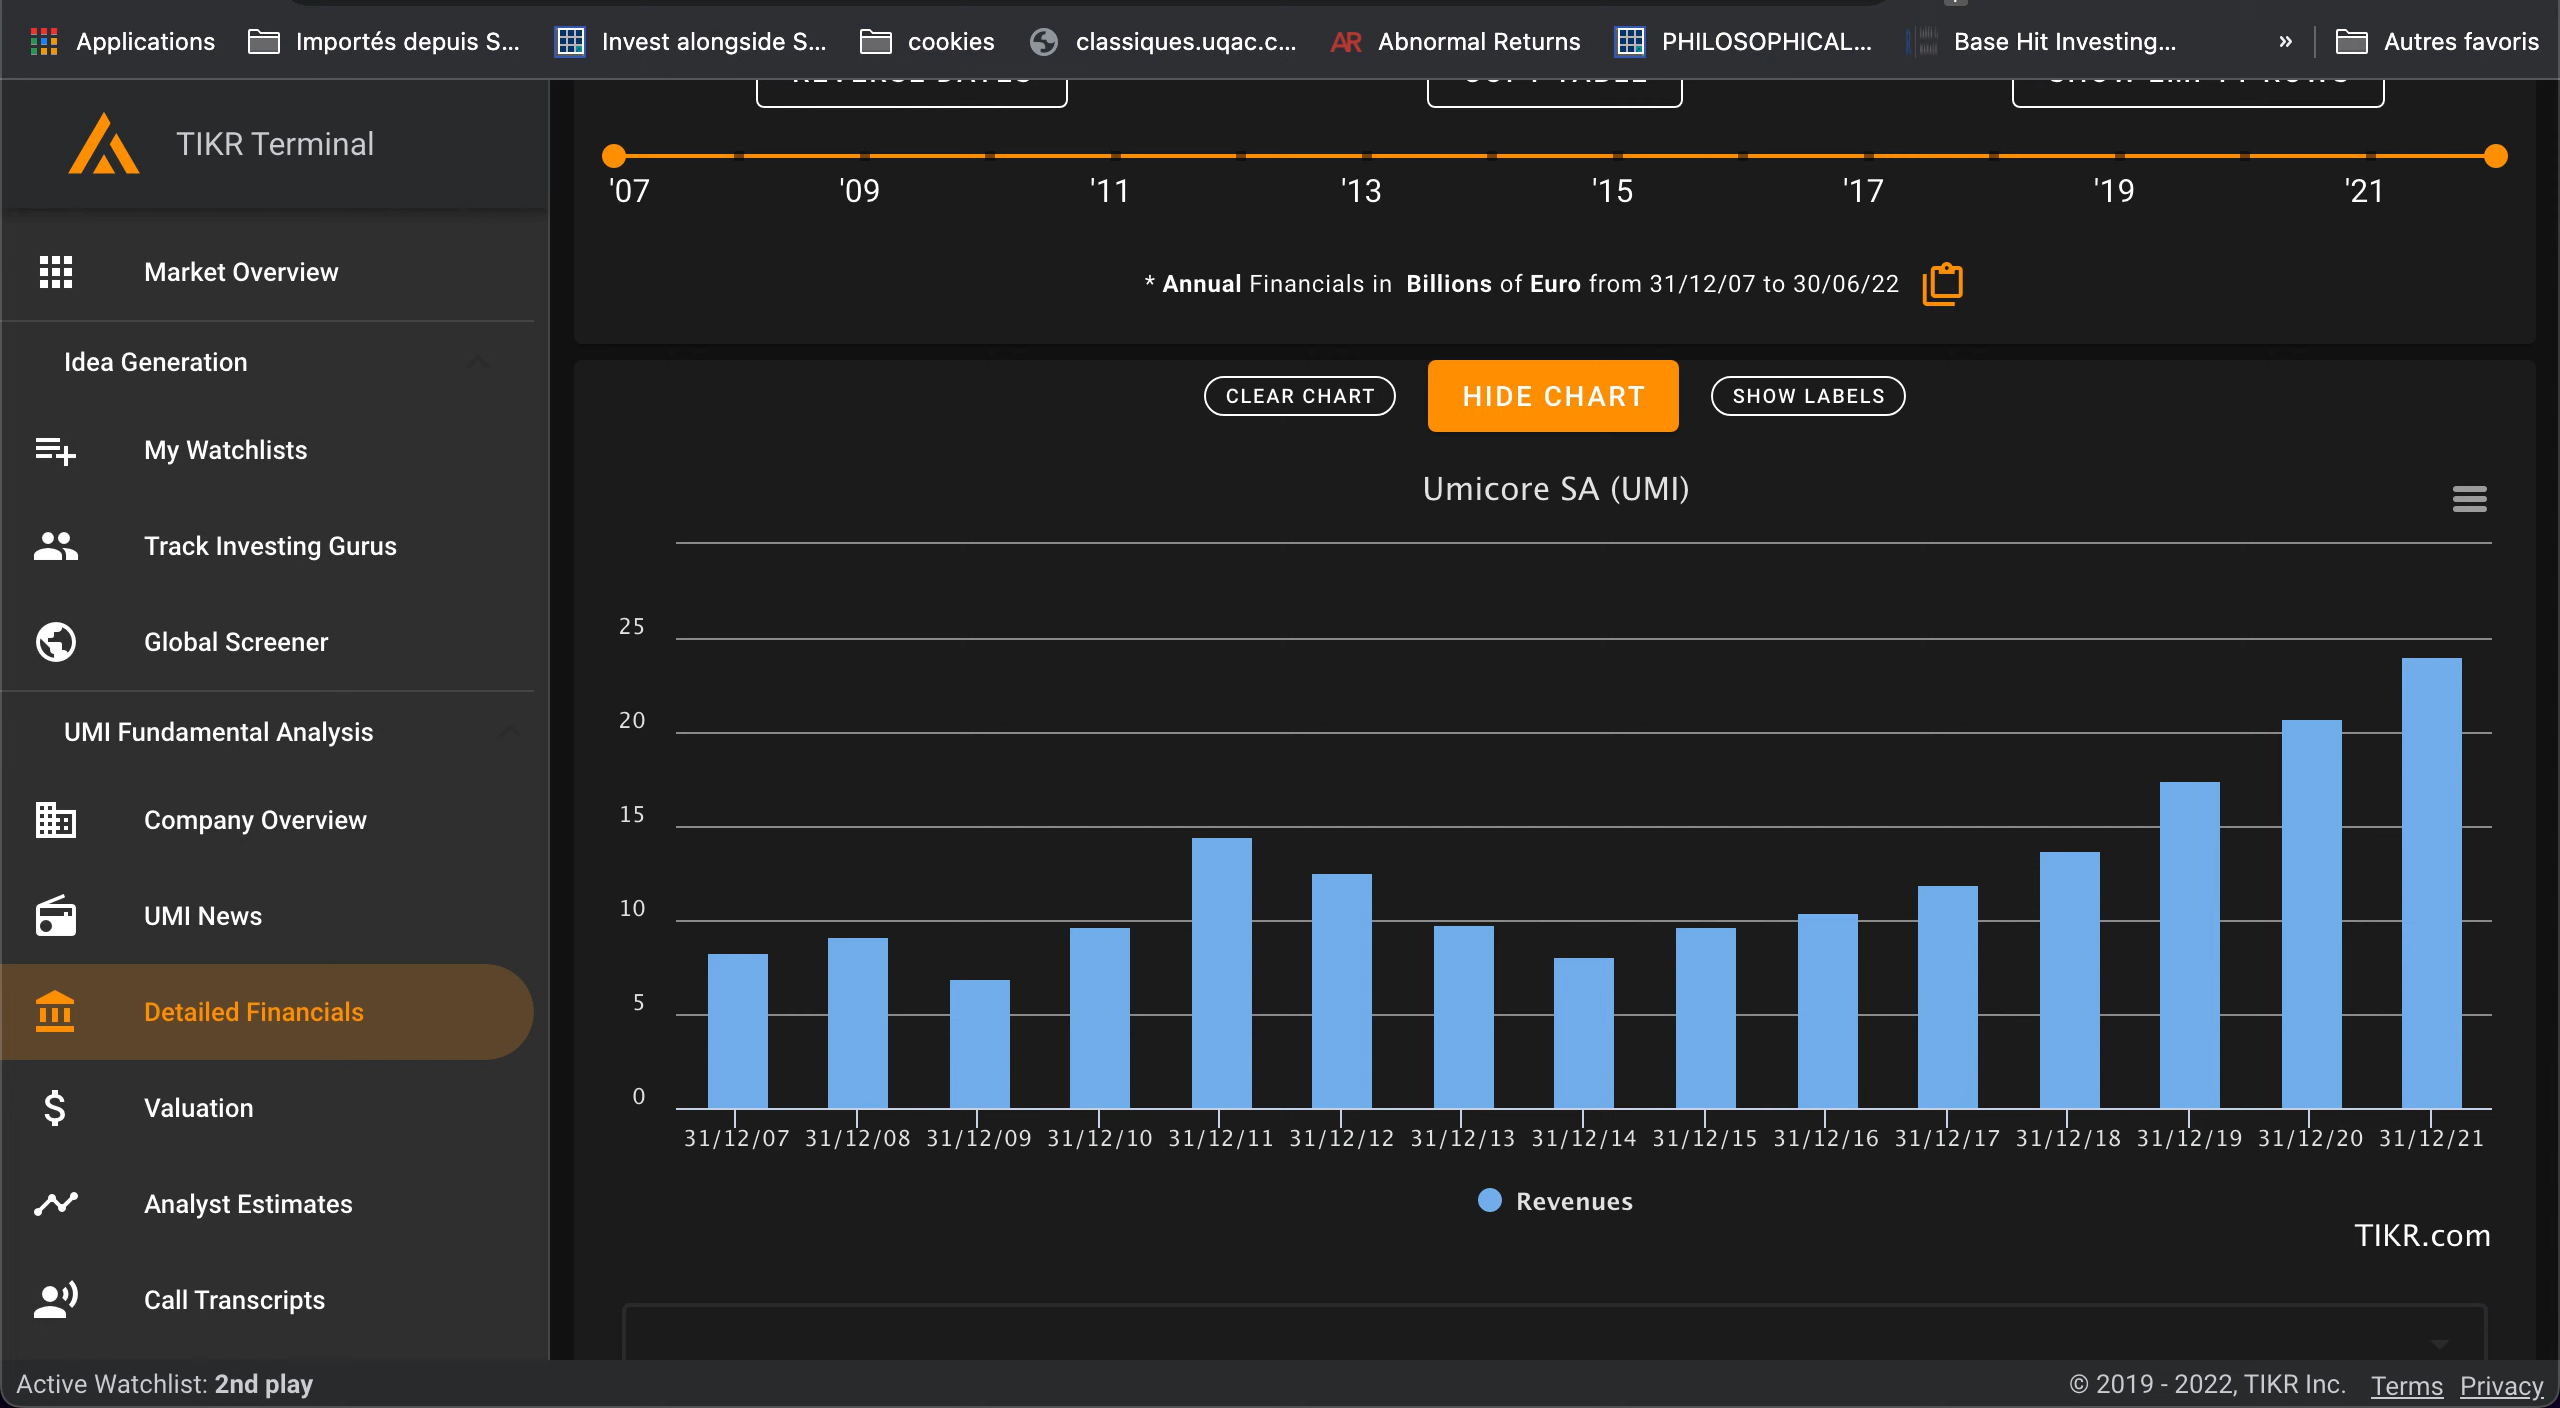 Applications
Importés depuis S...
Invest alongside S...
cookies
classiques.uqac.c...
AR Abnormal Returns
PHILOSOPHICAL...
Base Hit Investing...
»
Autres favoris
TIKR Terminal
Market Overview
Idea Generation
My Watchlists
Track Investing Gurus
Global Screener
UMI Fundamental Analysis
Company Overview
UMI News
Detailed Financials
Valuation
Analyst Estimates
Call Transcripts
REVERSE DATES
COPY TABLE
SHOW EMPTY ROWS
'07 '09 '11 '13 '15 '17 '19 '21
* Annual Financials in Billions of Euro from 31/12/07 to 30/06/22
CLEAR CHART
HIDE CHART
SHOW LABELS
Umicore SA (UMI)
25
20
15
10
5
0
31/12/07 31/12/08 31/12/09 31/12/10 31/12/11 31/12/12 31/12/13 31/12/14 31/12/15 31/12/16 31/12/17 31/12/18 31/12/19 31/12/20 31/12/21
Revenues
TIKR.com
Active Watchlist: 2nd play
© 2019 - 2022, TIKR Inc. Terms Privacy